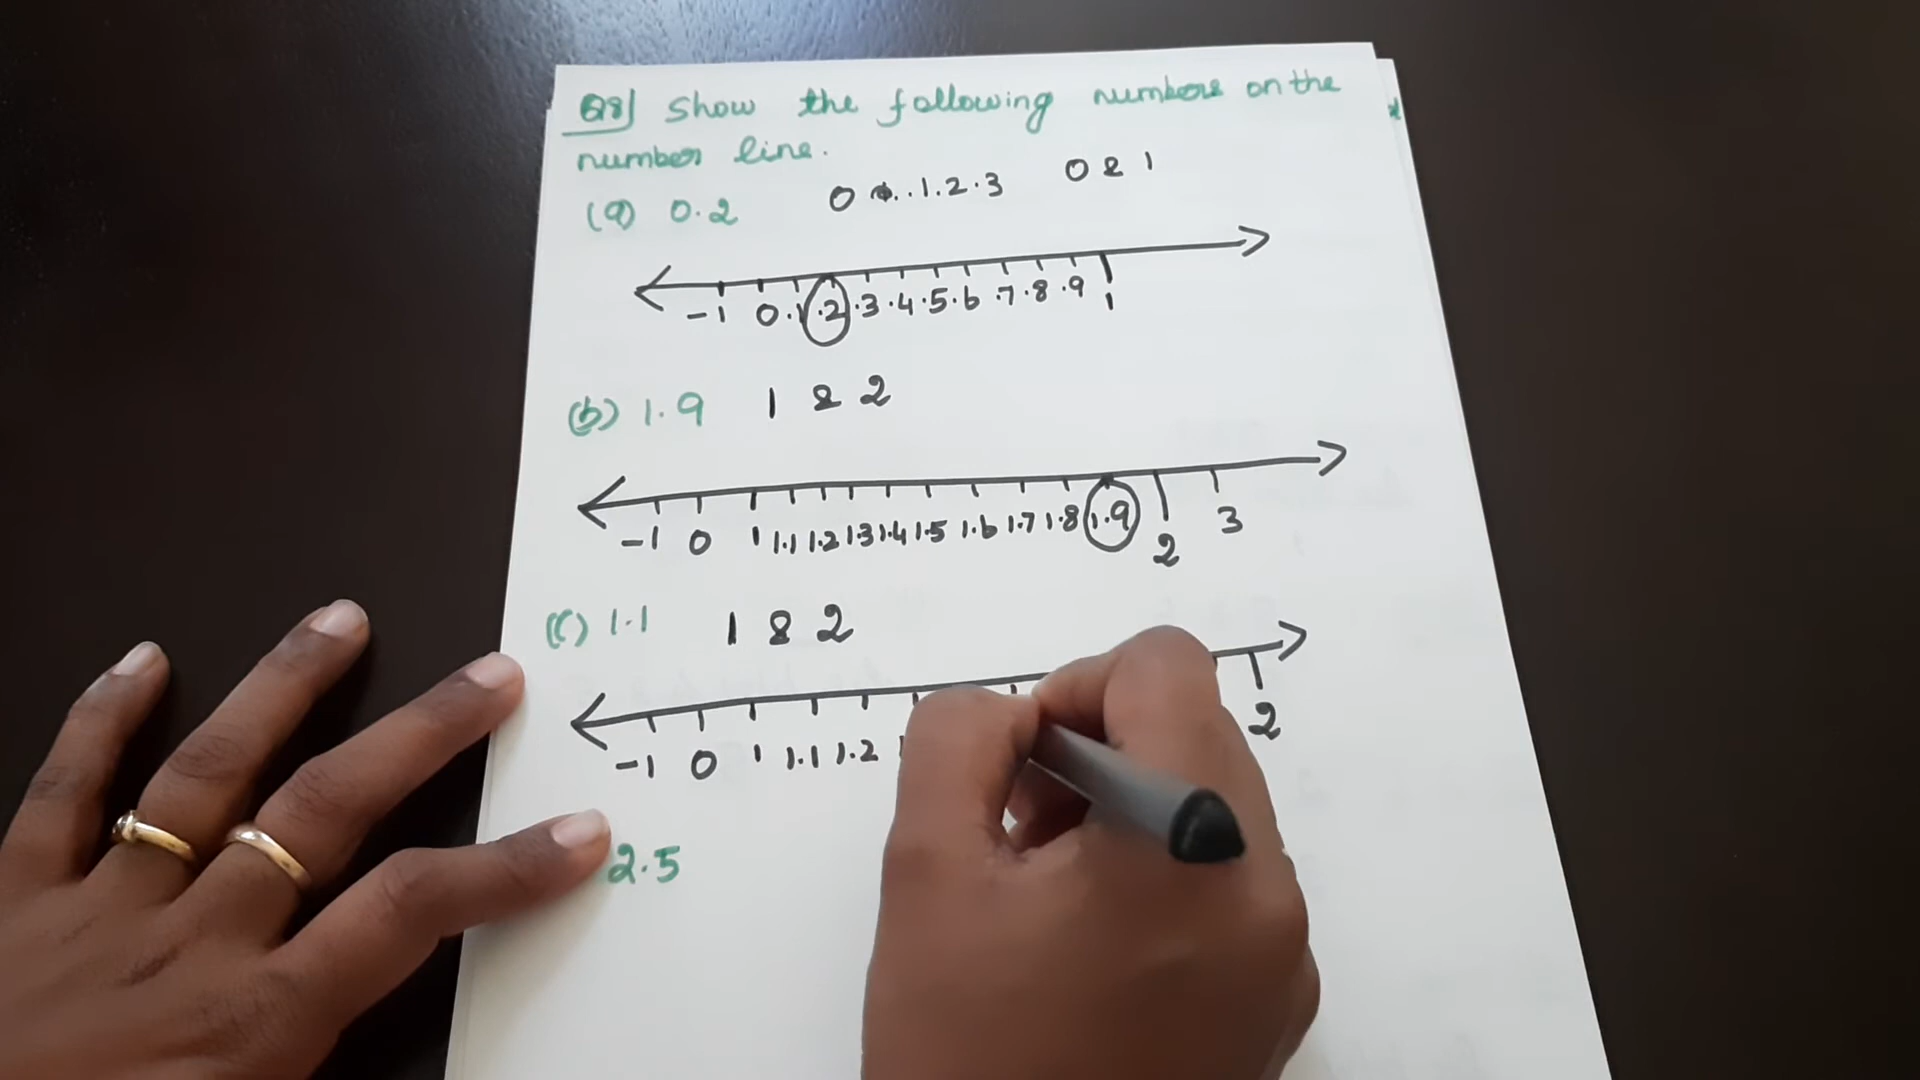 Q8) Show the following numbers on the
number line.
(a) 0.2 0 . .1 .2 .3 0 & 1
-1 0 .1 .2 .3 .4 .5 .6 .7 .8 .9 1
(b) 1.9 1 & 2
-1 0 1 1.1 1.2 1.3 1.4 1.5 1.6 1.7 1.8 1.9 2 3
(c) 1.1 1 & 2
-1 0 1 1.1 1.2 2
2.5